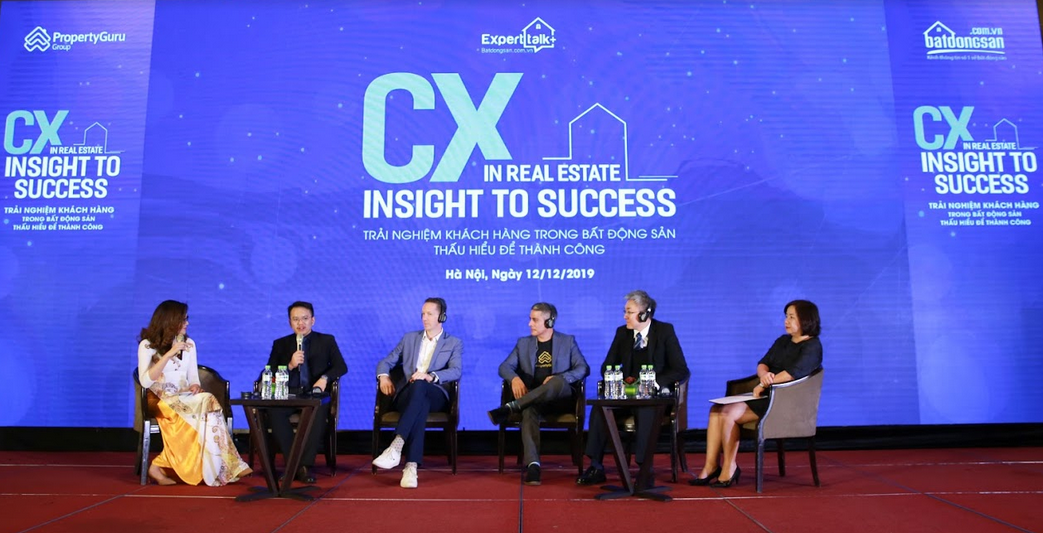 PropertyGuru
Group
Experttalk+
Batdongsan.com.vn
.com.vn
batdongsan
CX
IN REAL ESTATE
INSIGHT TO
SUCCESS
TRẢI NGHIỆM KHÁCH HÀNG
TRONG BẤT ĐỘNG SẢN
THẤU HIỂU ĐỂ THÀNH CÔNG
CX
IN REAL ESTATE
INSIGHT TO SUCCESS
TRẢI NGHIỆM KHÁCH HÀNG TRONG BẤT ĐỘNG SẢN
THẤU HIỂU ĐỂ THÀNH CÔNG
Hà Nội, Ngày 12/12/2019
CX
IN REAL ESTATE
INSIGHT TO
SUCCESS
TRẢI NGHIỆM KHÁCH HÀNG
TRONG BẤT ĐỘNG SẢN
THẤU HIỂU ĐỂ THÀNH CÔNG